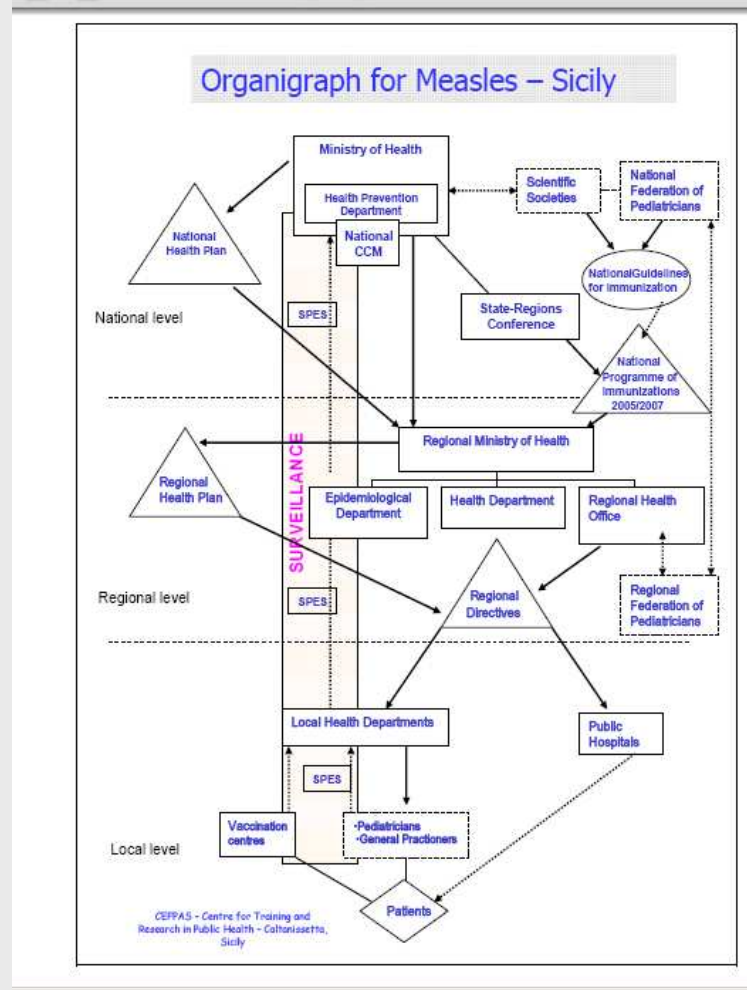 Organigraph for Measles – Sicily
Ministry of Health
Health Prevention
Department
National
CCM
Scientific
Societies
National
Federation of
Pediatricians
National
Health Plan
NationalGuidelines
for Immunization
National level
SPES
State-Regions
Conference
National
Programme of
Immunizations
2005/2007
SURVEILLANCE
Regional Ministry of Health
Regional
Health Plan
Epidemiological
Department
Health Department
Regional Health
Office
Regional level
SPES
Regional
Directives
Regional
Federation of
Pediatricians
Local Health Departments
Public
Hospitals
SPES
Local level
Vaccination
centres
•Pediatricians
•General Practioners
Patients
CEFPAS – Centre for Training and
Research in Public Health – Caltanissetta,
Sicily